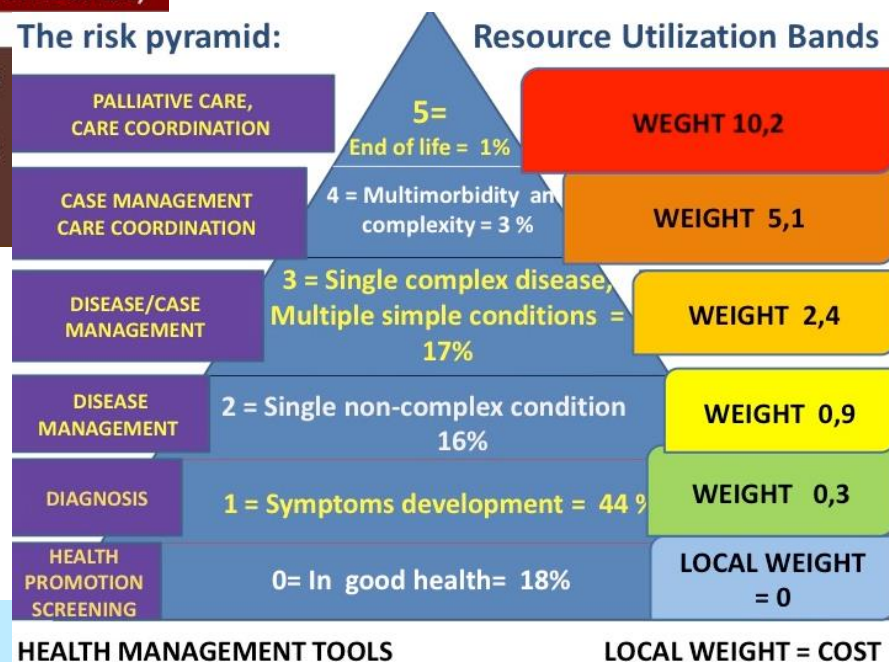 The risk pyramid:
Resource Utilization Bands
PALLIATIVE CARE,
CARE COORDINATION
5=
End of life = 1%
WEGHT 10,2
CASE MANAGEMENT
CARE COORDINATION
4 = Multimorbidity an
complexity = 3 %
WEIGHT 5,1
DISEASE/CASE
MANAGEMENT
3 = Single complex disease,
Multiple simple conditions =
17%
WEIGHT 2,4
DISEASE
MANAGEMENT
2 = Single non-complex condition
16%
WEIGHT 0,9
DIAGNOSIS
1 = Symptoms development = 44 %
WEIGHT 0,3
HEALTH
PROMOTION
SCREENING
0= In good health= 18%
LOCAL WEIGHT
= 0
HEALTH MANAGEMENT TOOLS
LOCAL WEIGHT = COST